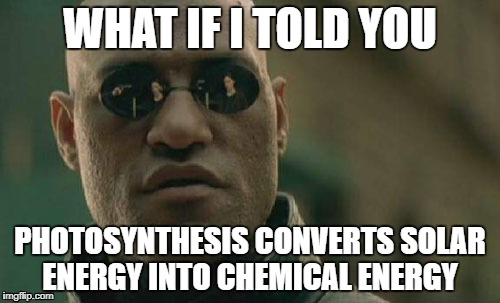 WHAT IF I TOLD YOU
PHOTOSYNTHESIS CONVERTS SOLAR
ENERGY INTO CHEMICAL ENERGY
imgflip.com